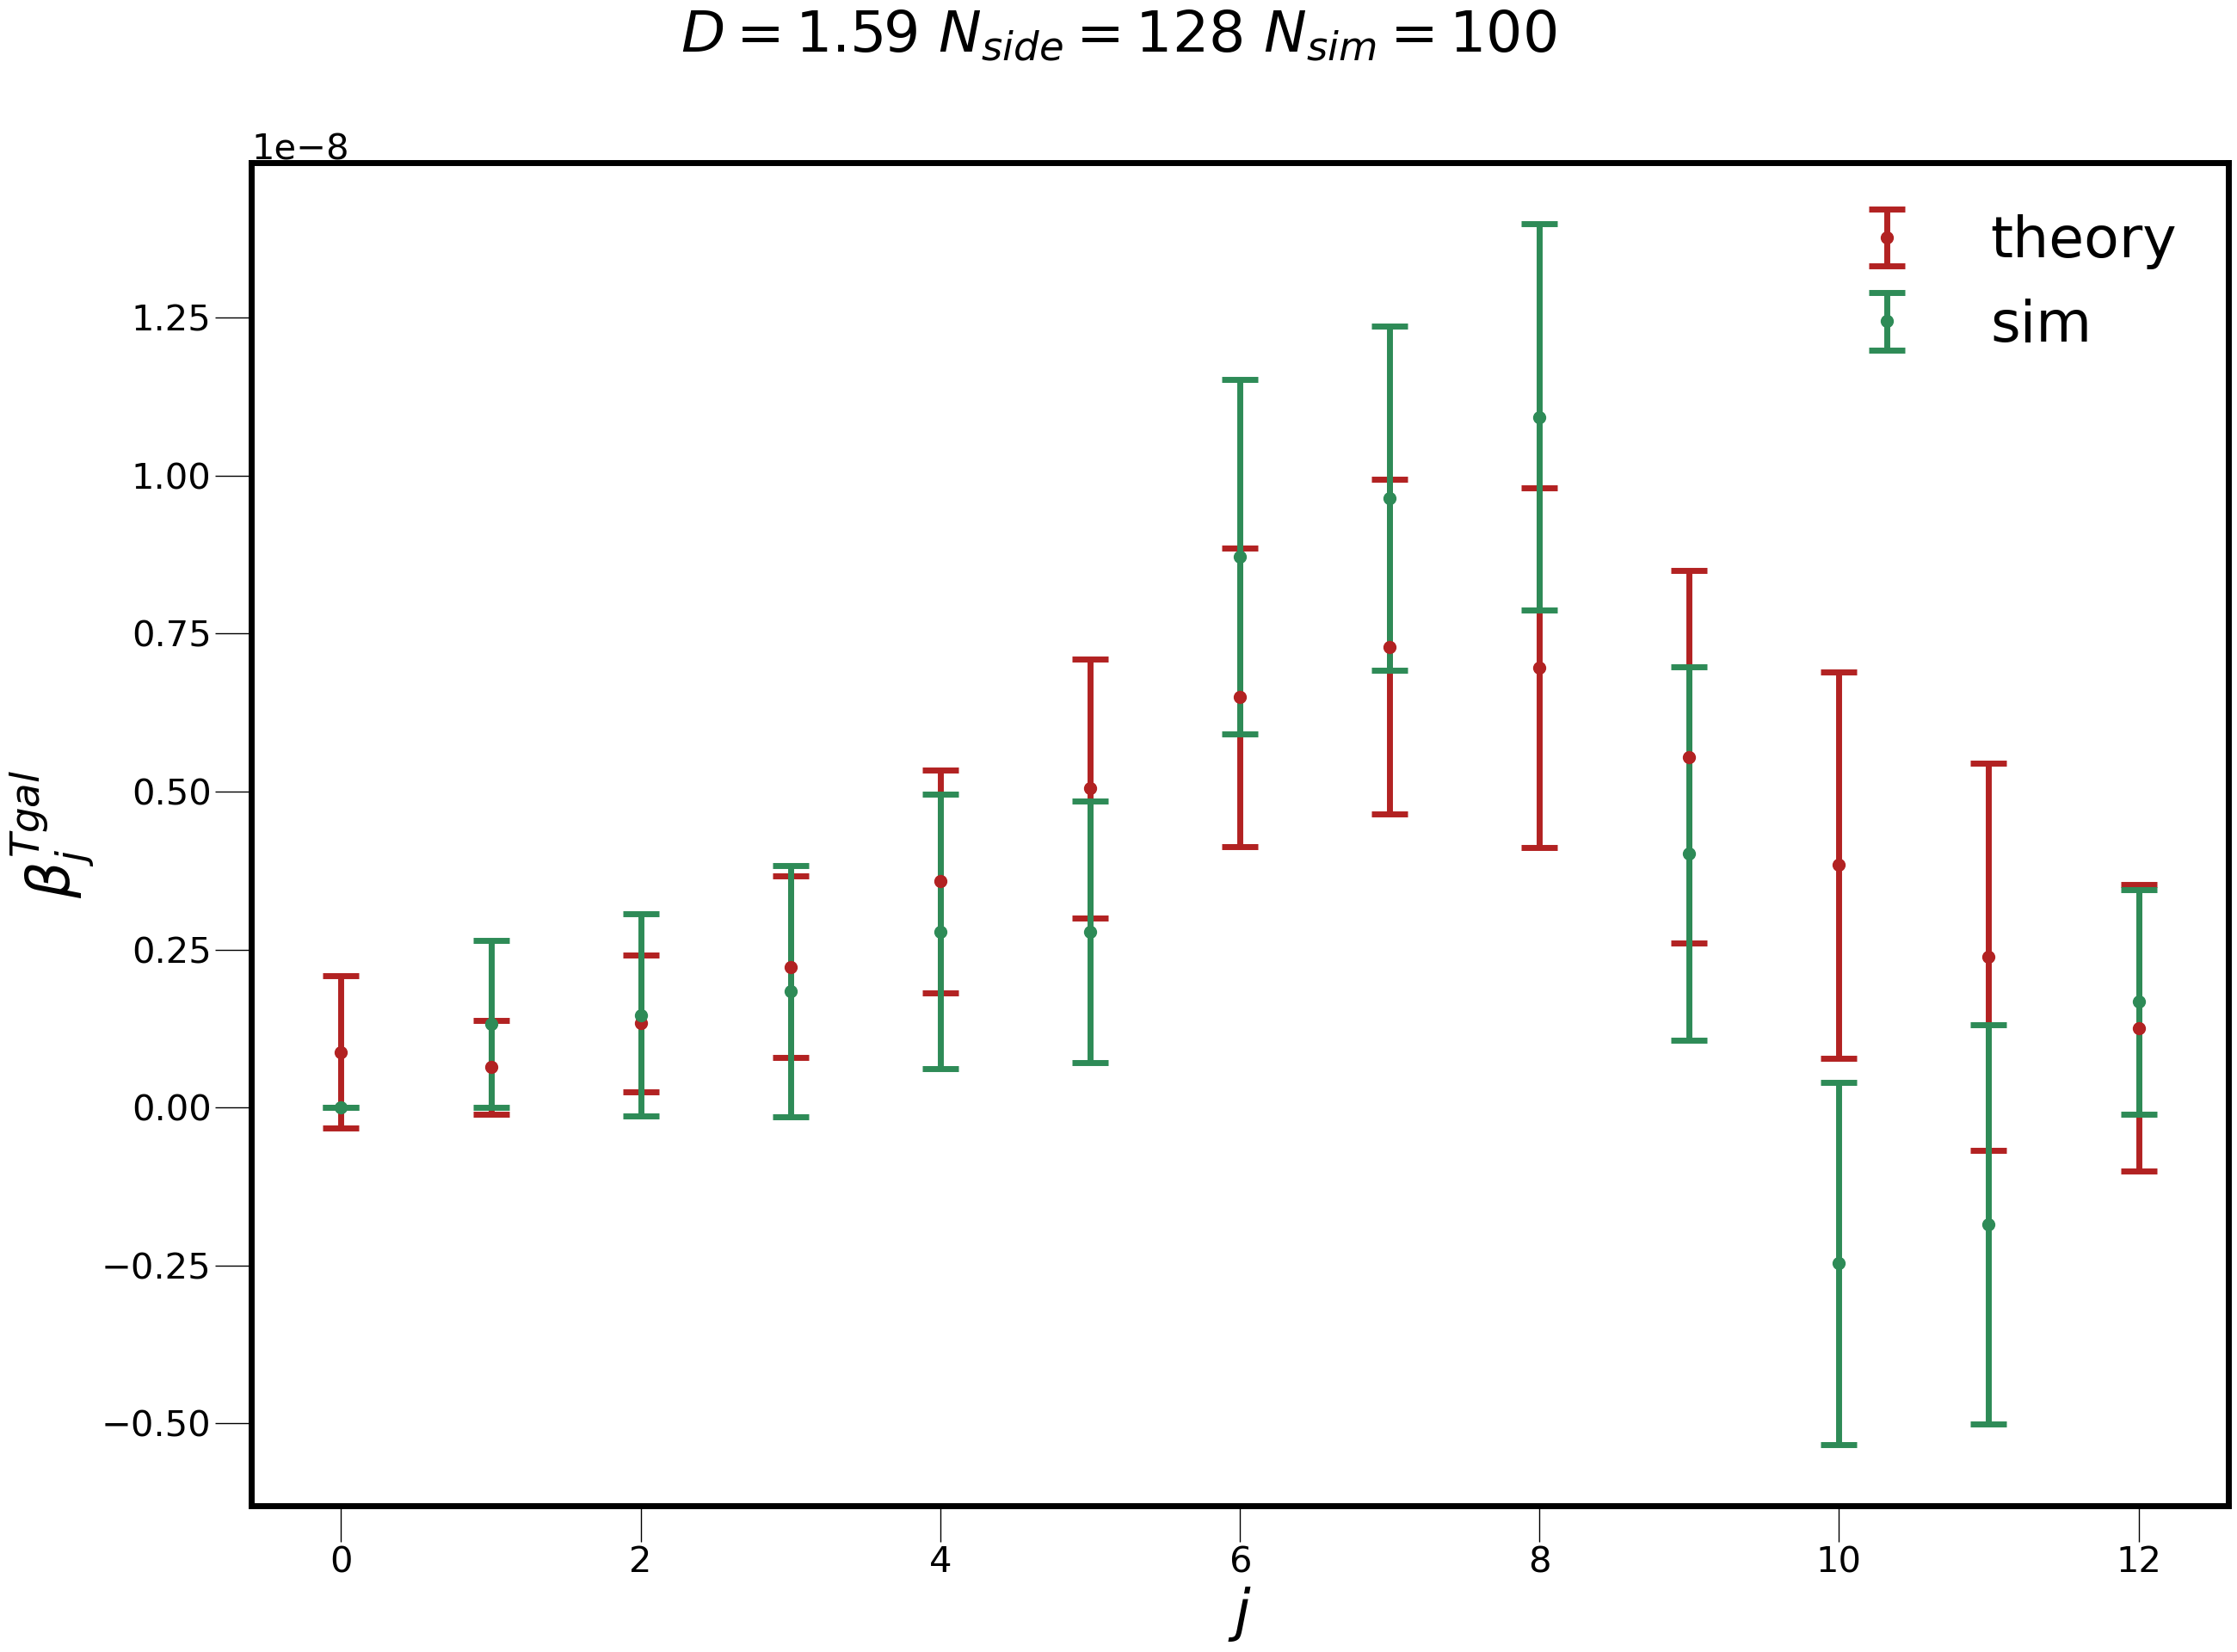 D = 1.59 N_side = 128 N_sim = 100
1e−8
theory
sim
1.25
1.00
0.75
0.50
0.25
0.00
−0.25
−0.50
β_j^Tgal
0 2 4 6 8 10 12
j